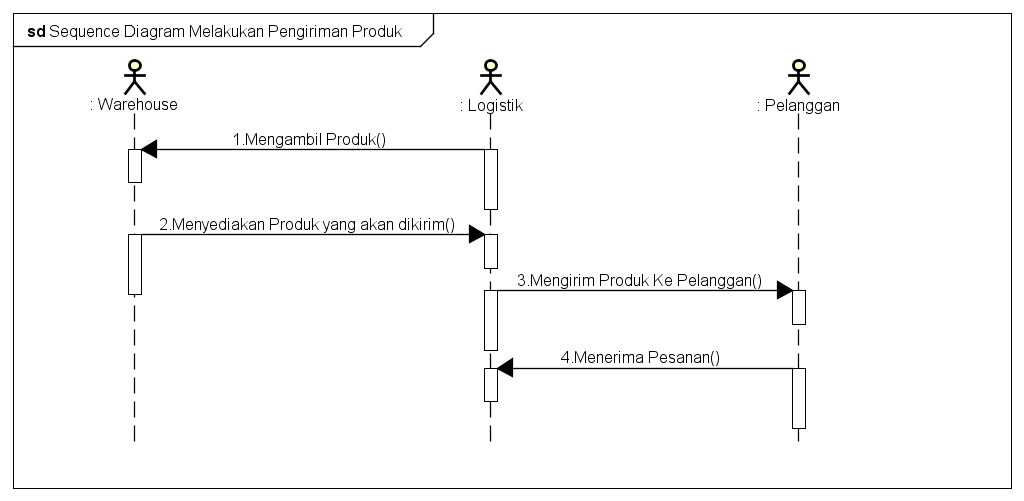 sd Sequence Diagram Melakukan Pengiriman Produk
: Warehouse
: Logistik
: Pelanggan
1.Mengambil Produk()
2.Menyediakan Produk yang akan dikirim()
3.Mengirim Produk Ke Pelanggan()
4.Menerima Pesanan()